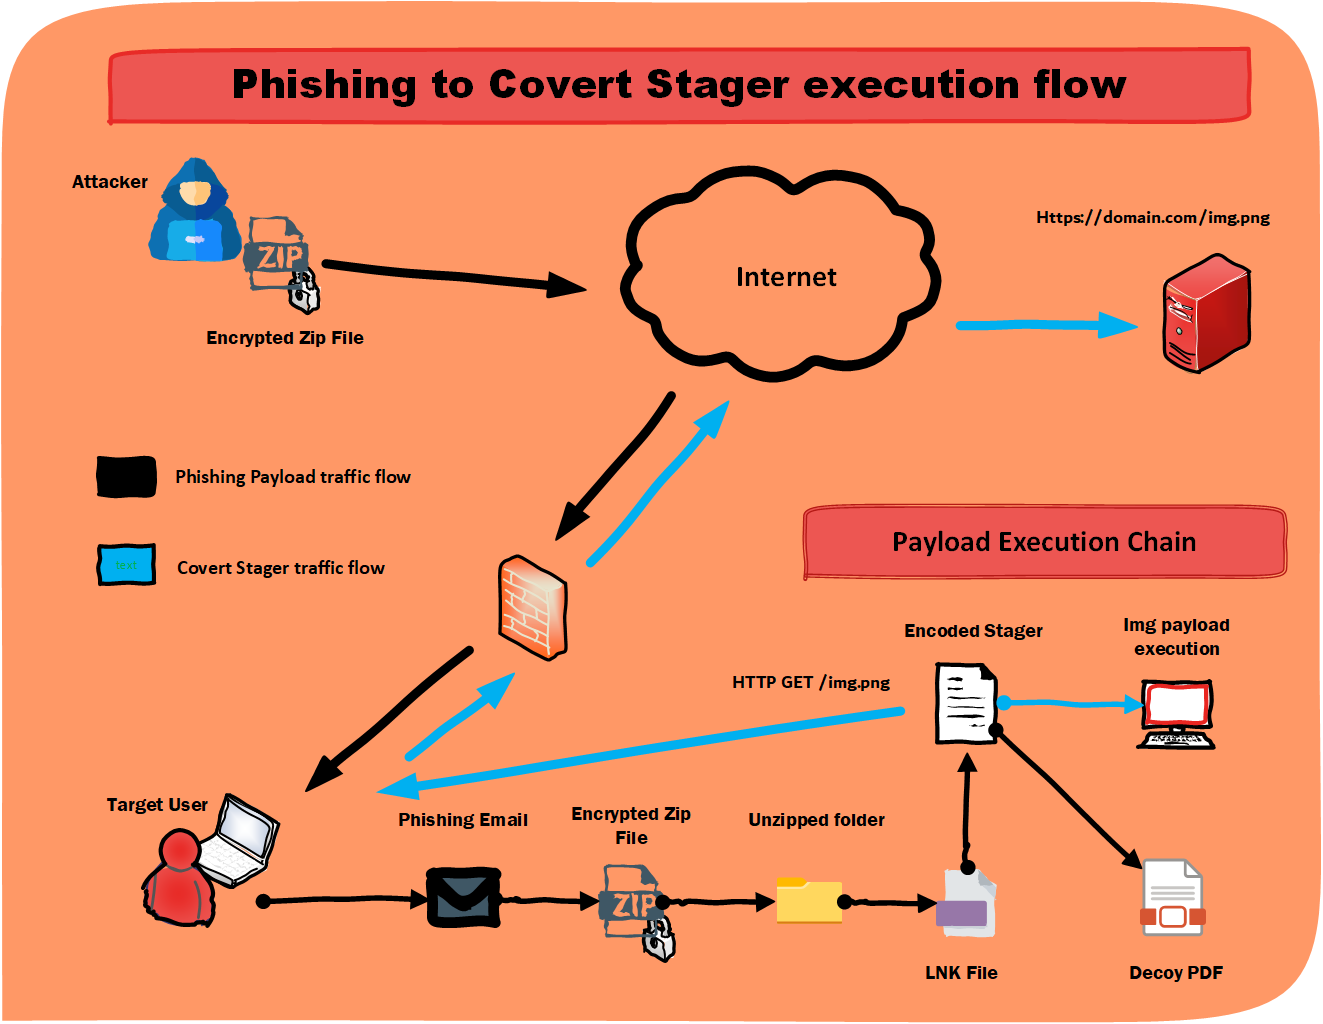 Phishing to Covert Stager execution flow
Attacker
Https://domain.com/img.png
ZIP
Internet
Encrypted Zip File
Phishing Payload traffic flow
Payload Execution Chain
text
Covert Stager traffic flow
Encoded Stager
Img payload
execution
HTTP GET /img.png
Target User
Phishing Email
Encrypted Zip
File
Unzipped folder
ZIP
LNK File
Decoy PDF